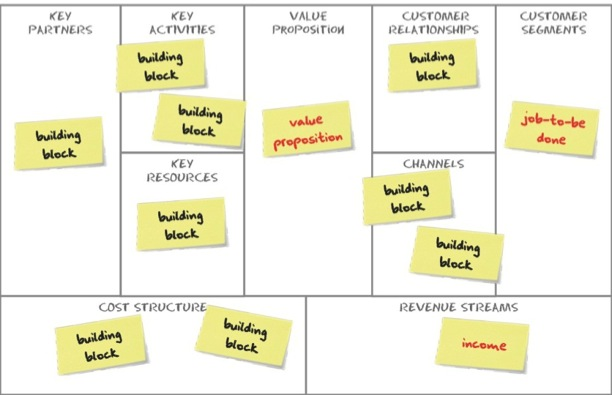 KEY
PARTNERS
building
block
KEY
ACTIVITIES
building
block
building
block
KEY
RESOURCES
building
block
VALUE
PROPOSITION
value
proposition
CUSTOMER
RELATIONSHIPS
building
block
CHANNELS
building
block
building
block
CUSTOMER
SEGMENTS
job-to-be
done
COST STRUCTURE
building
block
building
block
REVENUE STREAMS
income